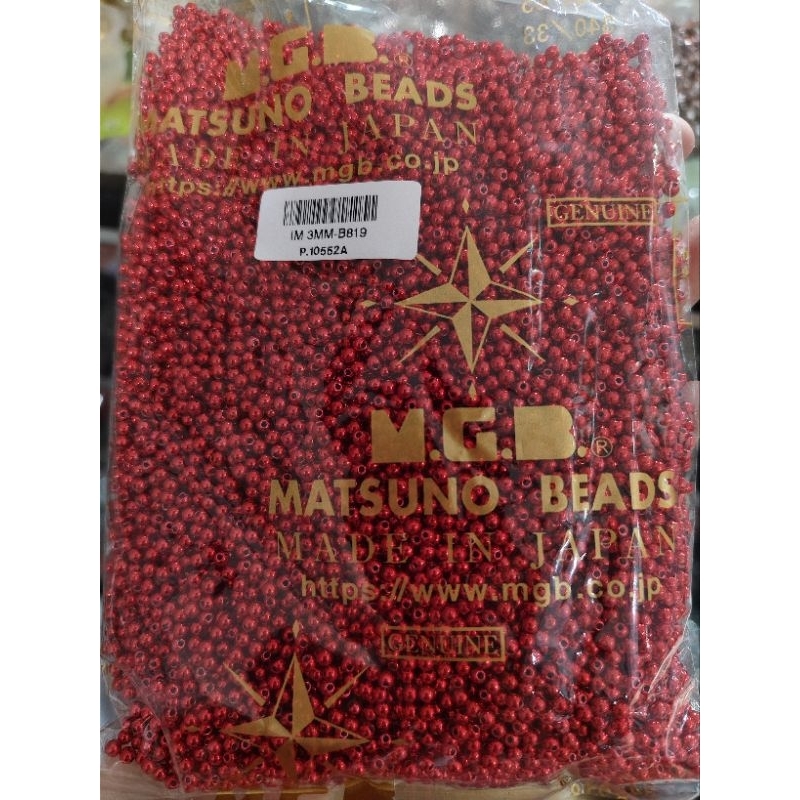 M.G.B.®
MATSUNO BEADS
MADE IN JAPAN
https://www.mgb.co.jp
IM 3MM-B819
P.10552A
GENUINE
M.G.B.®
MATSUNO BEADS
MADE IN JAPAN
https://www.mgb.co.jp
GENUINE